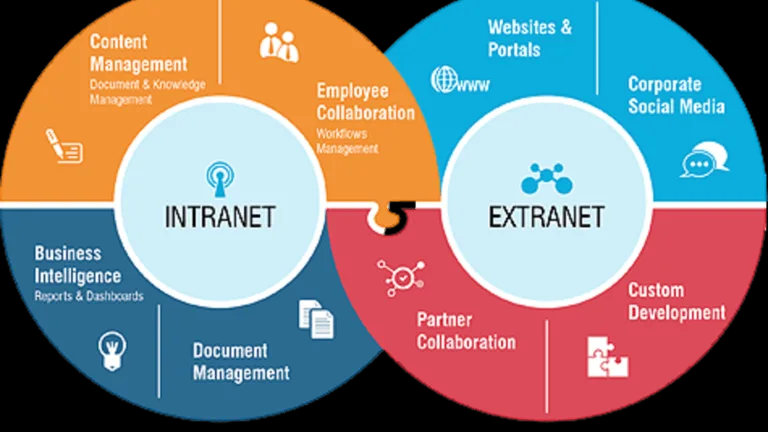 Content
Management
Document & Knowledge
Management
Employee
Collaboration
Workflows
Management
INTRANET
Business
Intelligence
Reports & Dashboards
Document
Management
Websites &
Portals
www
Corporate
Social Media
EXTRANET
Partner
Collaboration
Custom
Development